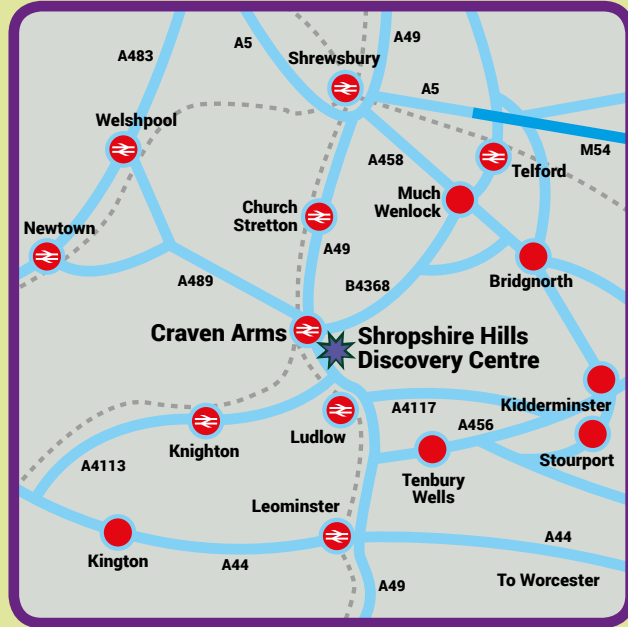 A483
A5
A49
Shrewsbury
A5
Welshpool
A458
M54
Telford
Much
Wenlock
Church
Stretton
Newtown
A49
A489
B4368
Bridgnorth
Craven Arms
Shropshire Hills
Discovery Centre
Kidderminster
A4117
A456
Ludlow
Knighton
Stourport
A4113
Tenbury
Wells
Leominster
Kington
A44
A44
A49
To Worcester